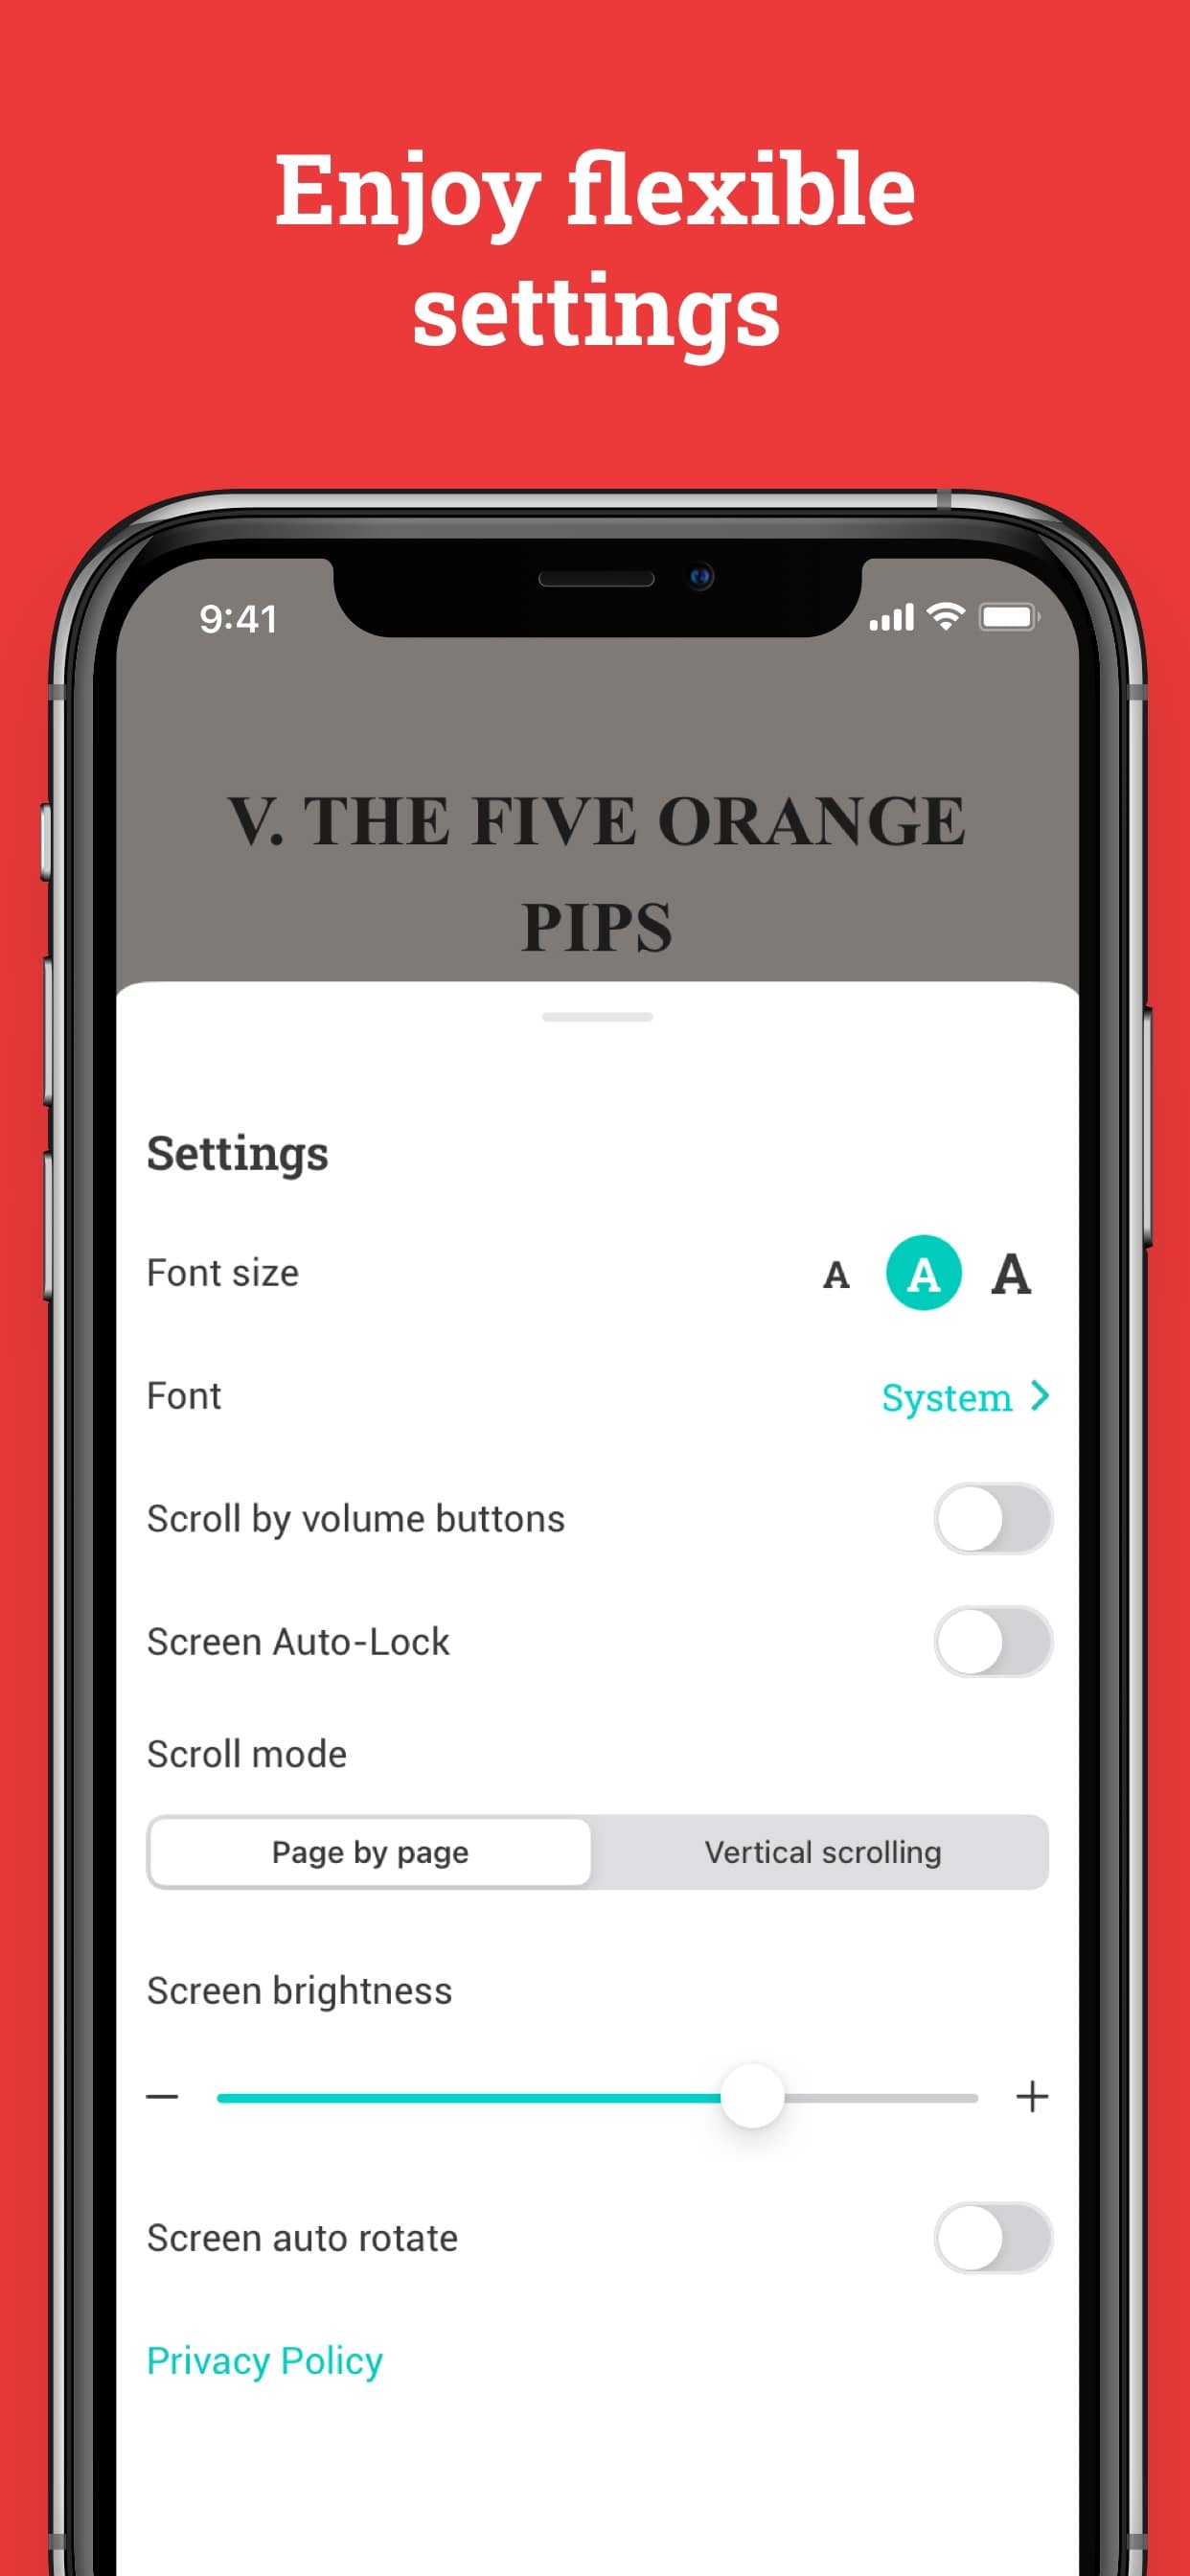 Enjoy flexible
settings
9:41
V. THE FIVE ORANGE
PIPS
Settings
Font size A A A
Font System
Scroll by volume buttons
Screen Auto-Lock
Scroll mode
Page by page Vertical scrolling
Screen brightness
Screen auto rotate
Privacy Policy